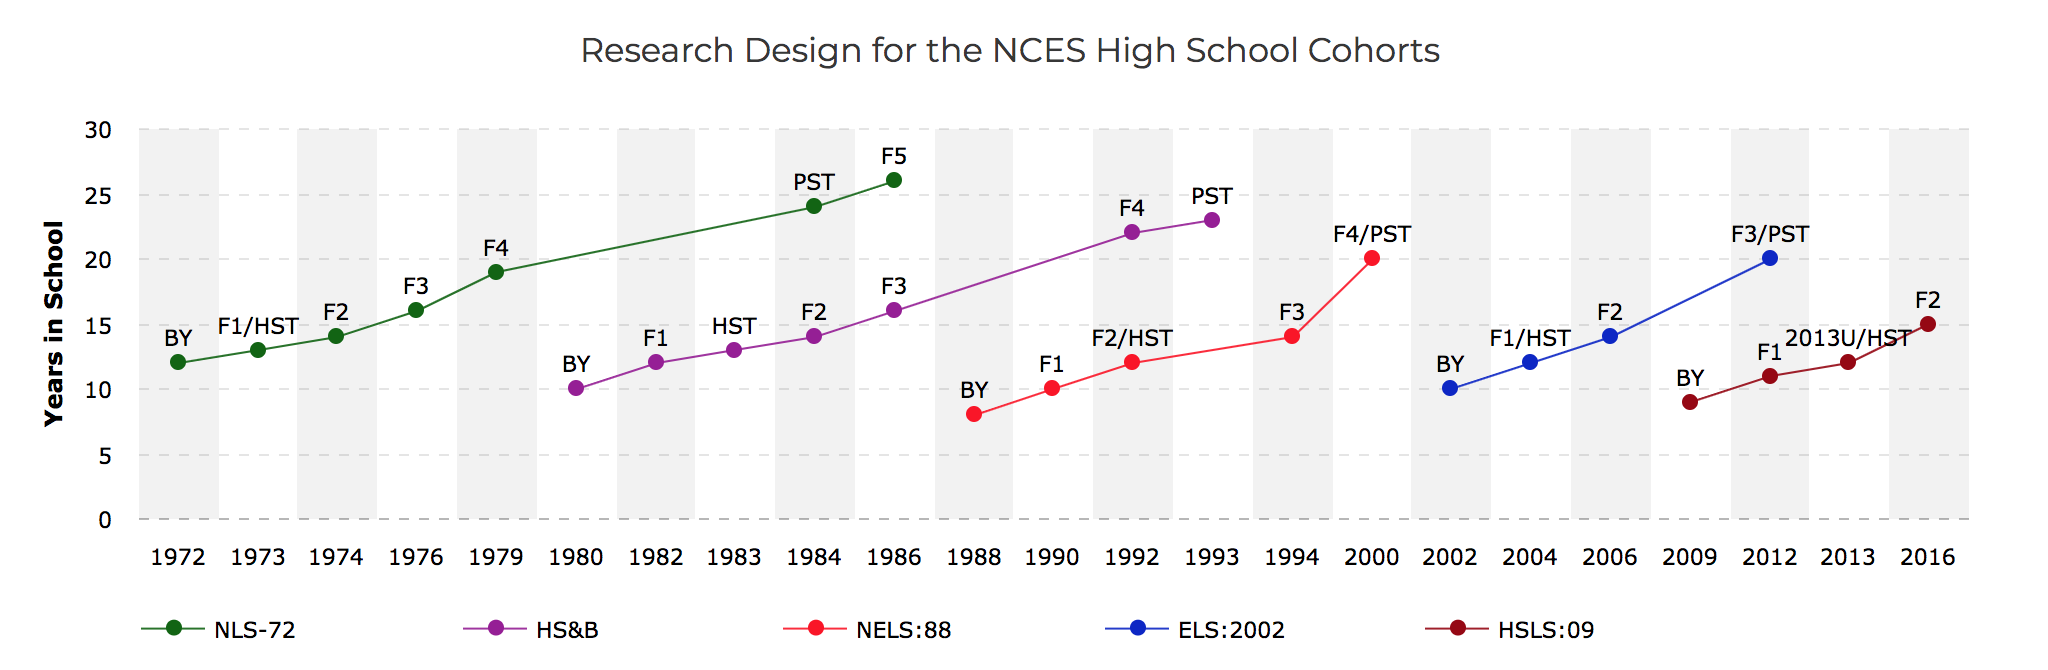 Research Design for the NCES High School Cohorts
30
25
20
15
10
5
0
Years in School
BY
F1/HST
F2
F3
F4
PST
F5
BY
F1
HST
F2
F3
F4
PST
BY
F1
F2/HST
F3
F4/PST
BY
F1/HST
F2
F3/PST
BY
F1
2013U/HST
F2
1972 1973 1974 1976 1979 1980 1982 1983 1984 1986 1988 1990 1992 1993 1994 2000 2002 2004 2006 2009 2012 2013 2016
NLS-72 HS&B NELS:88 ELS:2002 HSLS:09